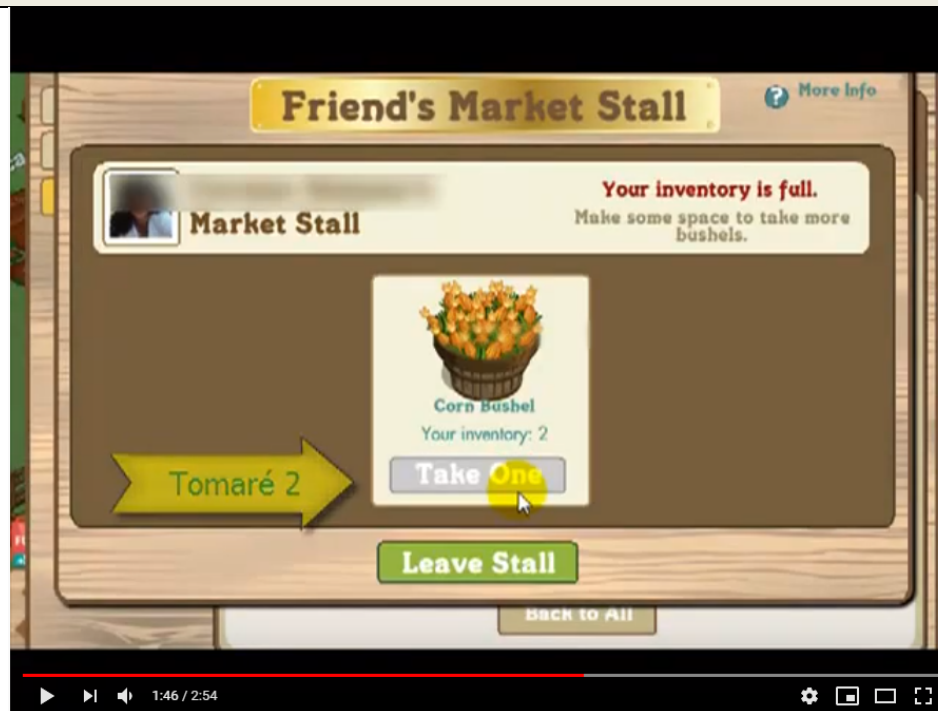 Friend's Market Stall
More Info
Market Stall
Your inventory is full.
Make some space to take more
bushels.
Corn Bushel
Your inventory: 2
Take One
Tomaré 2
Leave Stall
Back to All
1:46 / 2:54